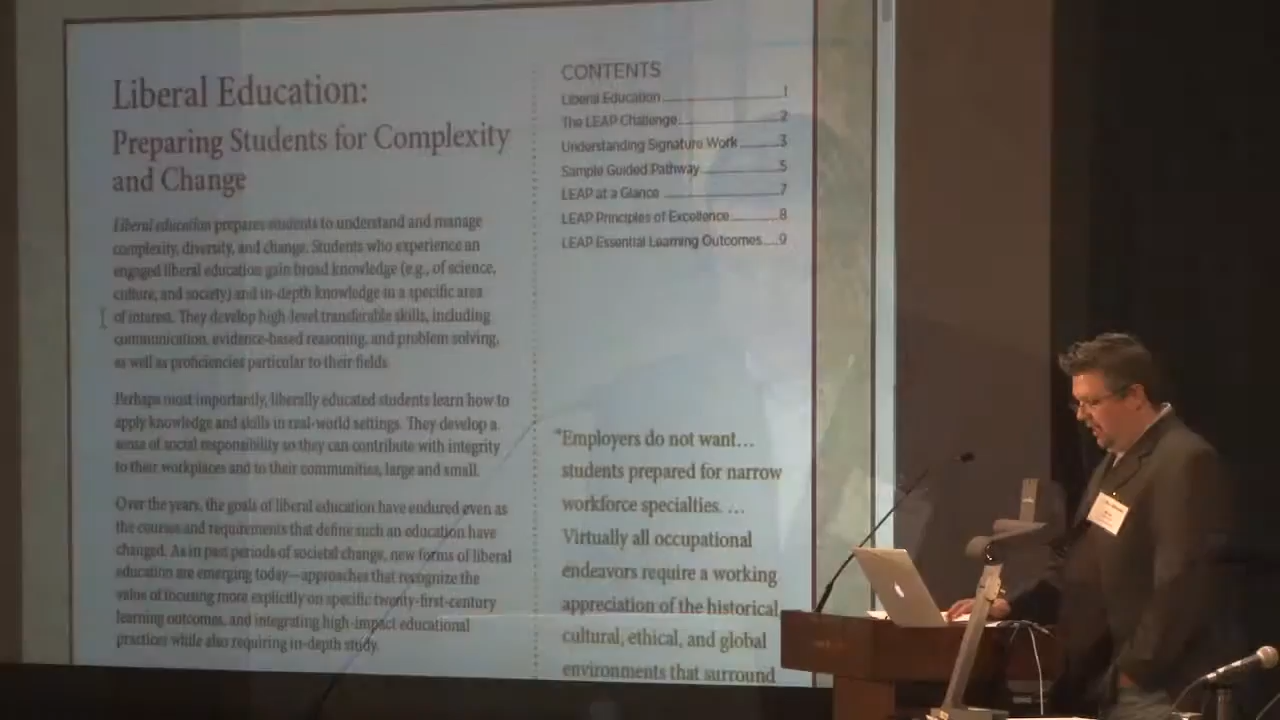 Liberal Education:
Preparing Students for Complexity
and Change
Liberal education prepares students to understand and manage
complexity, diversity, and change. Students who experience an
engaged liberal education gain broad knowledge (e.g., of science,
culture, and society) and in-depth knowledge in a specific area
of interest. They develop high-level transferable skills, including
communication, evidence-based reasoning, and problem solving,
as well as proficiencies particular to their fields.
Perhaps most importantly, liberally educated students learn how to
apply knowledge and skills in real-world settings. They develop a
sense of social responsibility so they can contribute with integrity
to their workplaces and to their communities, large and small.
Over the years, the goals of liberal education have endured even as
the courses and requirements that define such an education have
changed. As in past periods of societal change, new forms of liberal
education are emerging today—approaches that recognize the
value of focusing more explicitly on specific twenty-first-century
learning outcomes, and integrating high-impact educational
practices while also requiring in-depth study.
CONTENTS
Liberal Education 1
The LEAP Challenge 2
Understanding Signature Work 3
Sample Guided Pathway 5
LEAP at a Glance 7
LEAP Principles of Excellence 8
LEAP Essential Learning Outcomes 9
"Employers do not want…
students prepared for narrow
workforce specialties. …
Virtually all occupational
endeavors require a working
appreciation of the historical,
cultural, ethical, and global
environments that surround